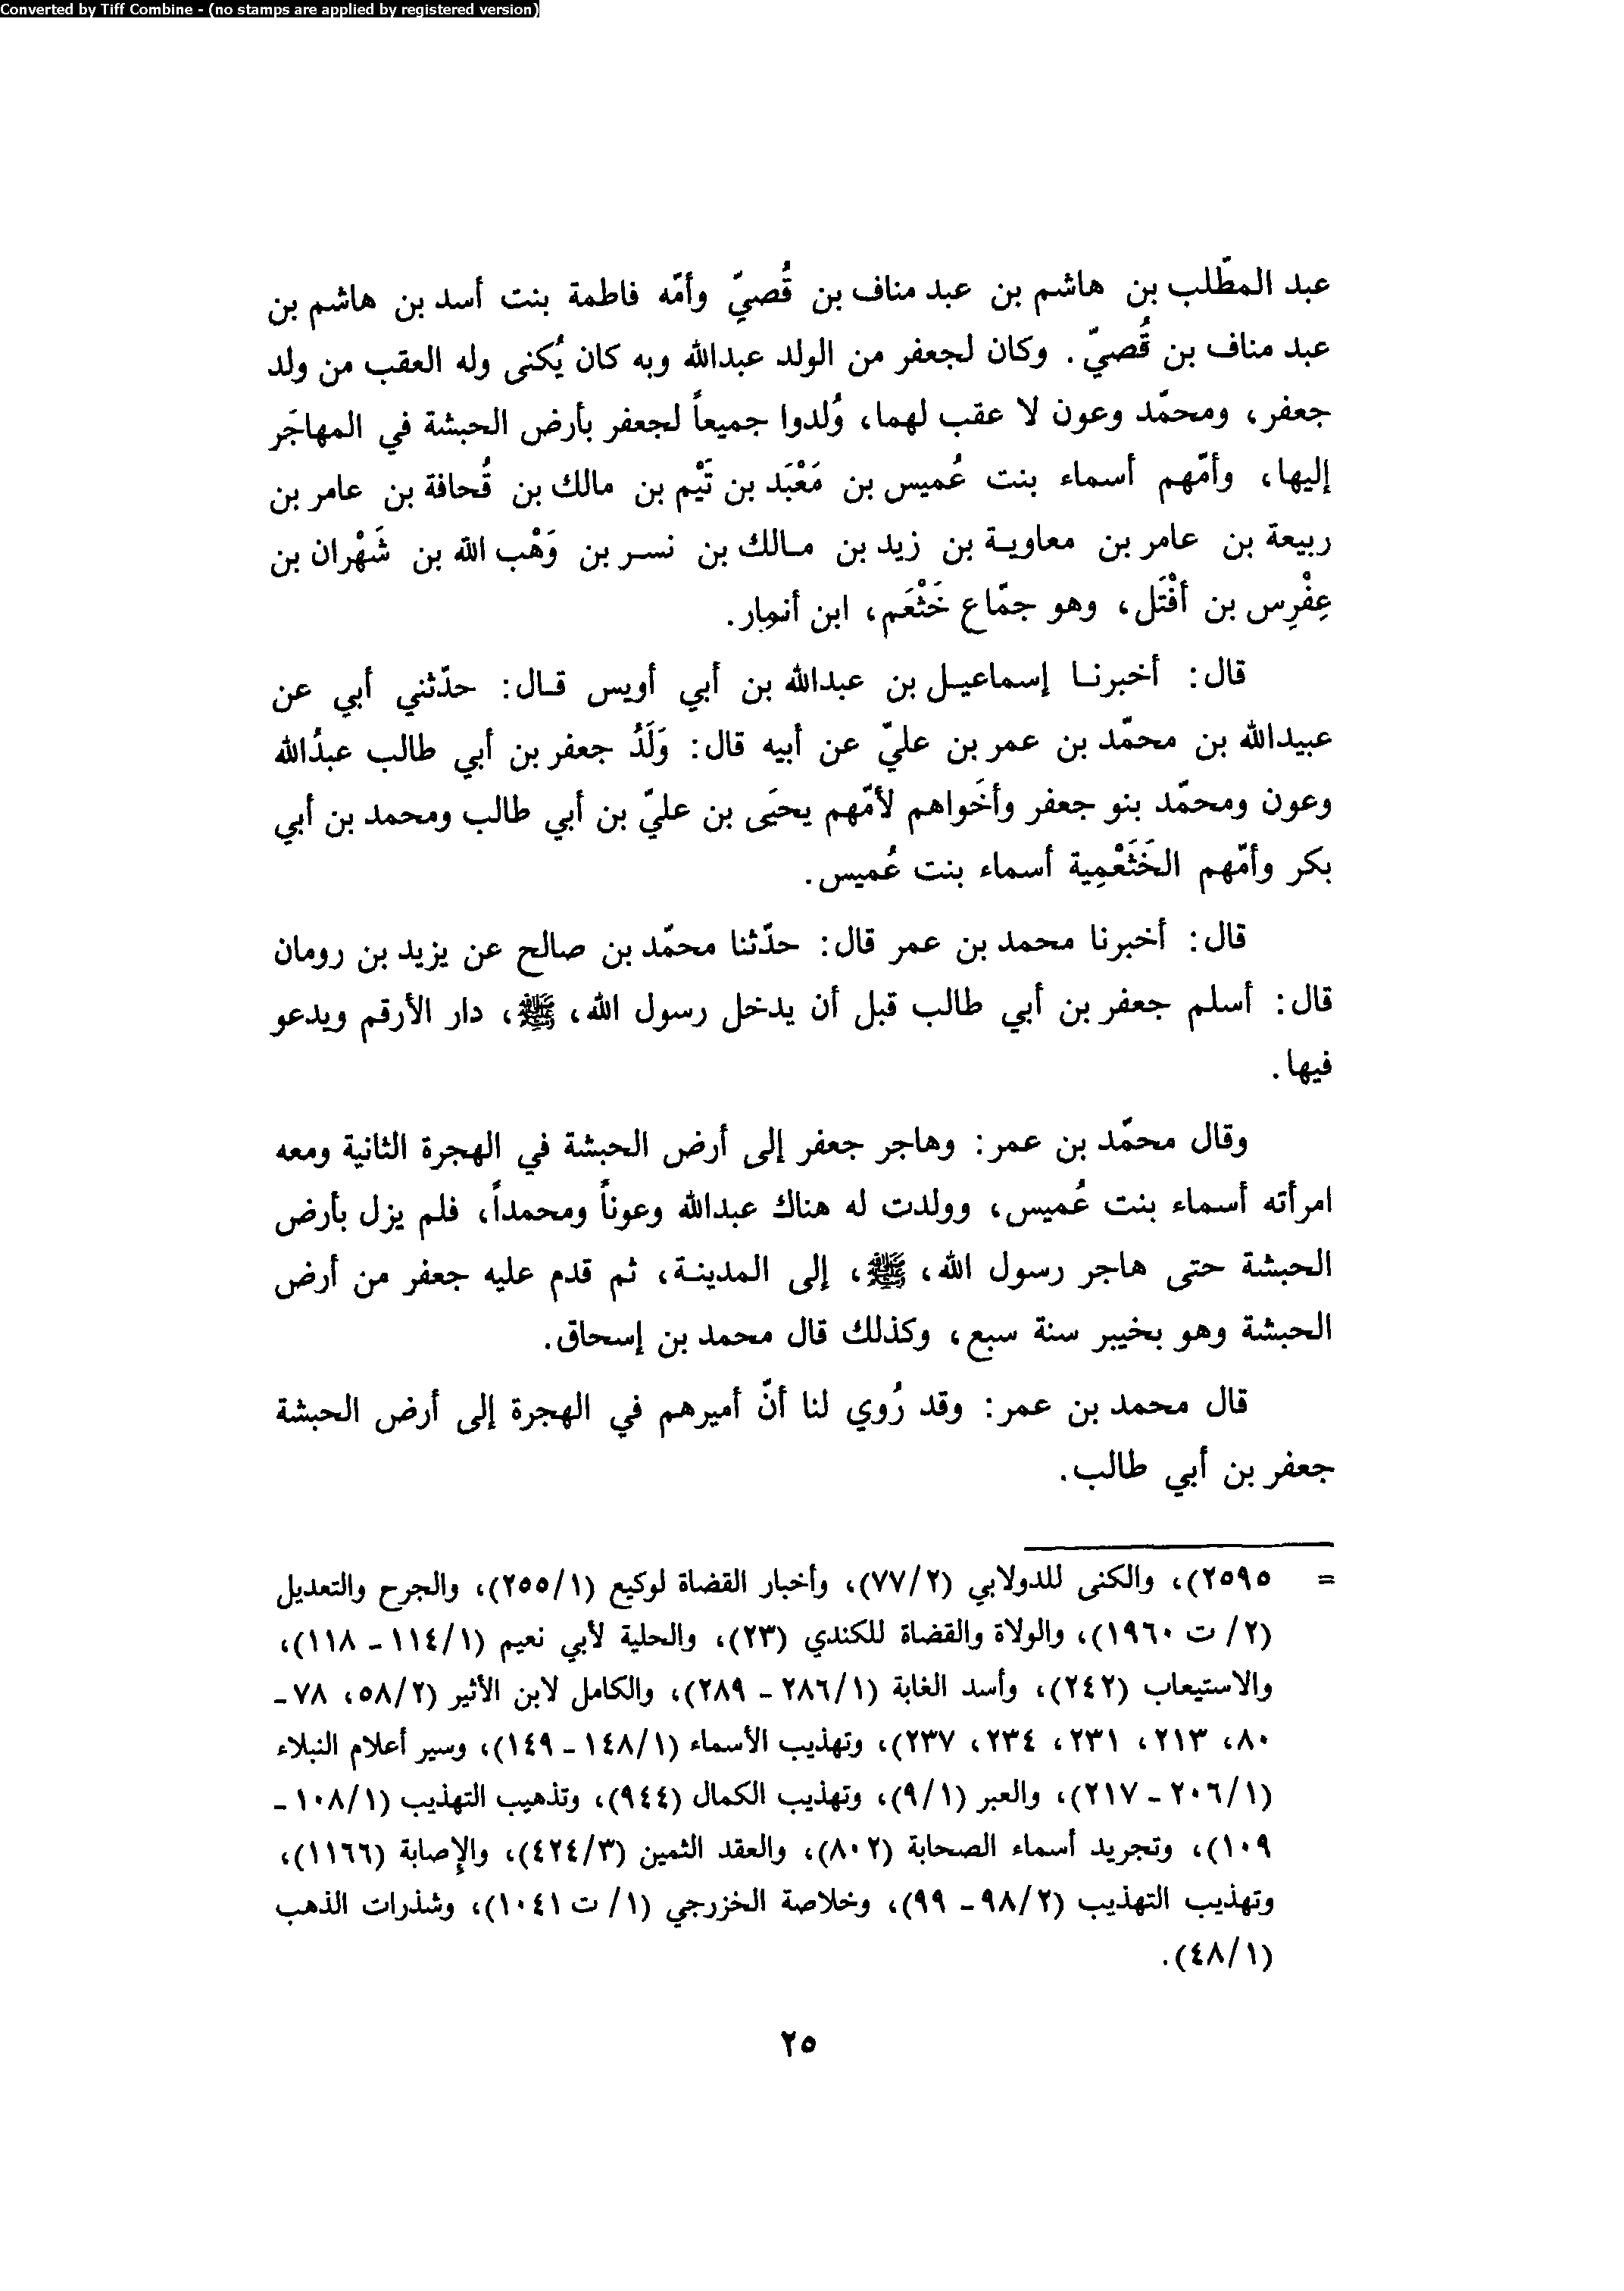 Converted by Tiff Combine - (no stamps are applied by registered version)
عبد المطّلب بن هاشم بن عبد مناف بن قُصيّ وأمّه فاطمة بنت أسد بن هاشم بن
عبد مناف بن قُصيّ. وكان لجعفر من الولد عبدالله وبه كان يُكنى وله العقب من ولد
جعفر، ومحمّد وعون لا عقب لهما، وُلدوا جميعاً لجعفر بأرض الحبشة في المهاجَر
إليها، وأمّهم أسماء بنت عُميس بن مَعْبَد بن تَيْم بن مالك بن قُحافة بن عامر بن
ربيعة بن عامر بن معاوية بن زيد بن مالك بن نسر بن وَهْب الله بن شَهْران بن
عِفْرِس بن أفْتَل، وهو جمّاع خَثْعَم، ابن أنمار.
قال: أخبرنا إسماعيل بن عبدالله بن أبي أويس قال: حدّثني أبي عن
عبيدالله بن محمّد بن عمر بن عليّ عن أبيه قال: وَلَدُ جعفر بن أبي طالب عبدُالله
وعون ومحمّد بنو جعفر وأخَواهم لأمّهم يحيَى بن عليّ بن أبي طالب ومحمد بن أبي
بكر وأمّهم الخَثَعْمِية أسماء بنت عُميس.
قال: أخبرنا محمد بن عمر قال: حدّثنا محمّد بن صالح عن يزيد بن رومان
قال: أسلم جعفر بن أبي طالب قبل أن يدخل رسول الله، ﷺ، دار الأرقم ويدعو
فيها.
وقال محمّد بن عمر: وهاجر جعفر إلى أرض الحبشة في الهجرة الثانية ومعه
امرأته أسماء بنت عُميس، وولدت له هناك عبدالله وعوناً ومحمداً، فلم يزل بأرض
الحبشة حتى هاجر رسول الله، ﷺ، إلى المدينة، ثم قدم عليه جعفر من أرض
الحبشة وهو بخيبر سنة سبع، وكذلك قال محمد بن إسحاق.
قال محمد بن عمر: وقد رُوي لنا أنّ أميرهم في الهجرة إلى أرض الحبشة
جعفر بن أبي طالب.
= ٢٥٩٥)، والكنى للدولابي (٧٧/٢)، وأخبار القضاة لوكيع (٢٥٥/١)، والجرح والتعديل
(٢/ ت ١٩٦٠)، والولاة والقضاة للكندي (٢٣)، والحلية لأبي نعيم (١١٤/١ - ١١٨)،
والاستيعاب (٢٤٢)، وأسد الغابة (٢٨٦/١ - ٢٨٩)، والكامل لابن الأثير (٥٨/٢، ٧٨-
٨٠، ٢١٣، ٢٣١، ٢٣٤، ٢٣٧)، وتهذيب الأسماء (١٤٨/١ - ١٤٩)، وسير أعلام النبلاء
(٢٠٦/١ - ٢١٧)، والعبر (٩/١)، وتهذيب الكمال (٩٤٤)، وتذهيب التهذيب (١٠٨/١ -
١٠٩)، وتجريد أسماء الصحابة (٨٠٢)، والعقد الثمين (٤٢٤/٣)، والإصابة (١١٦٦)،
وتهذيب التهذيب (٩٨/٢ - ٩٩)، وخلاصة الخزرجي (١/ ت ١٠٤١)، وشذرات الذهب
(٤٨/١).
٢٥